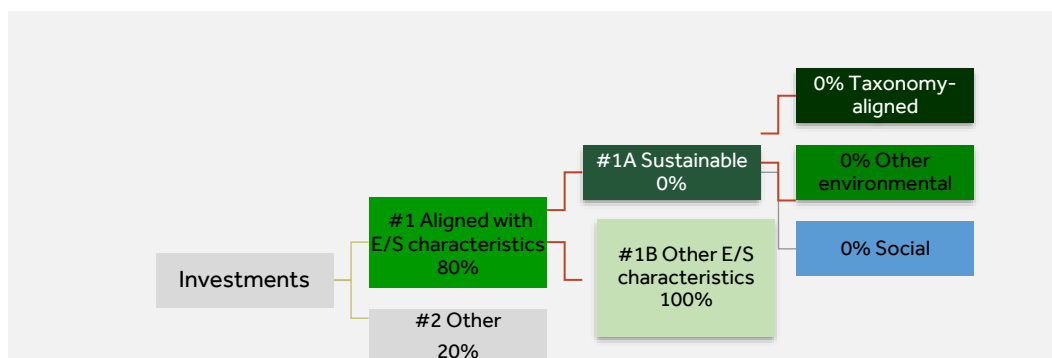 0% Taxonomy-
aligned
#1A Sustainable
0%
0% Other
environmental
#1 Aligned with
E/S characteristics
80%
#1B Other E/S
characteristics
100%
0% Social
Investments
#2 Other
20%